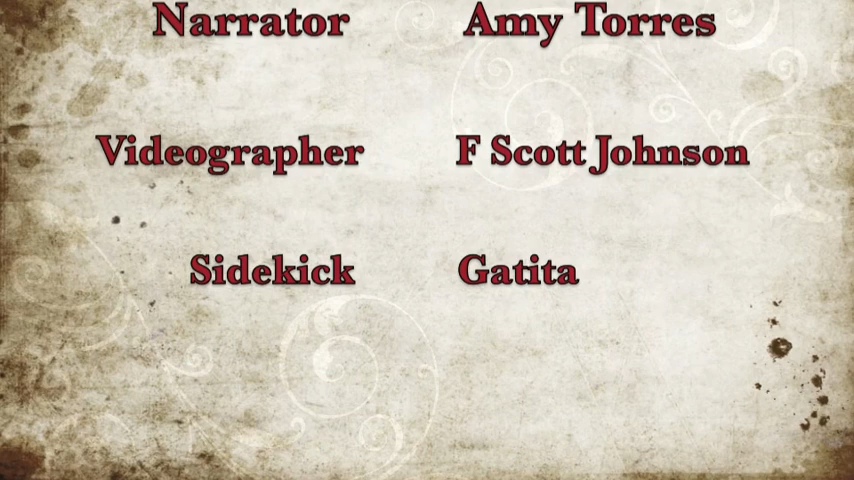 Narrator Amy Torres
Videographer F Scott Johnson
Sidekick Gatita